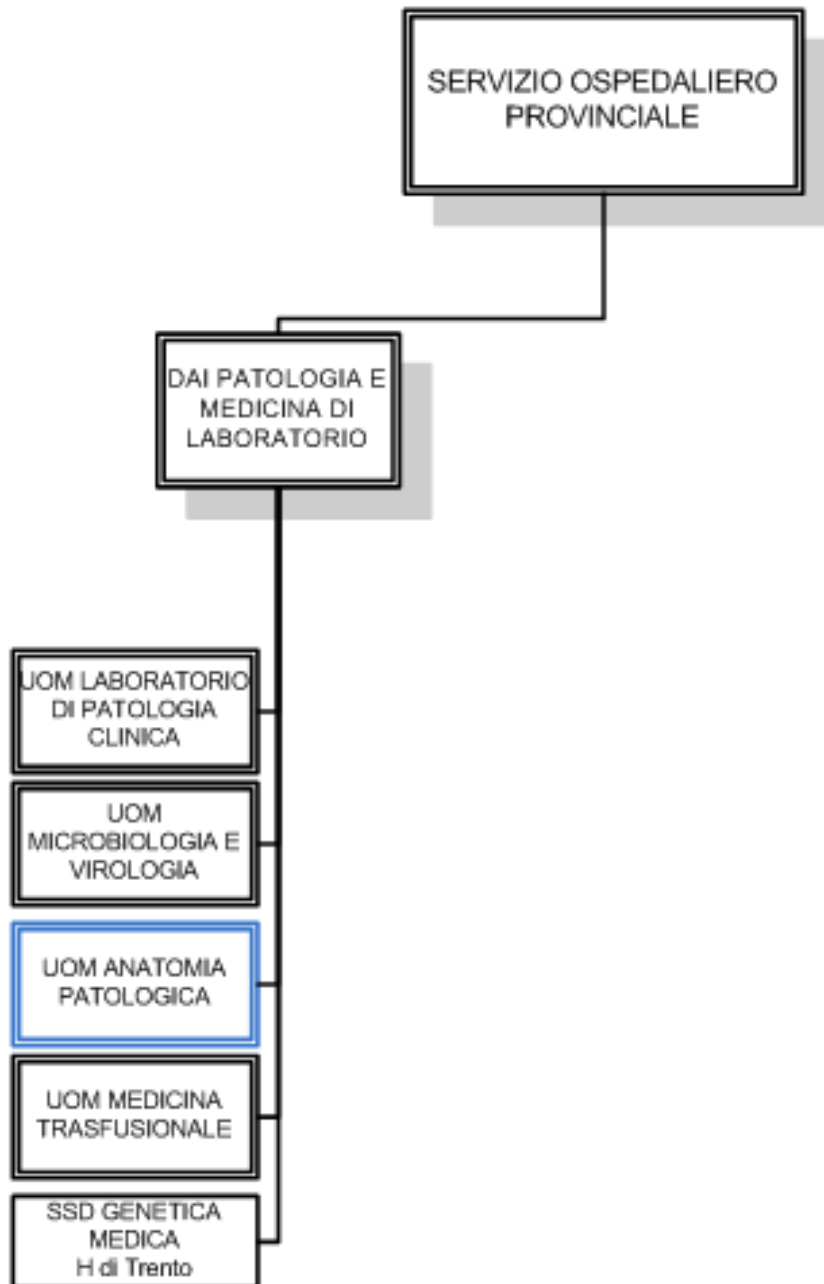 SERVIZIO OSPEDALIERO
PROVINCIALE
DAI PATOLOGIA E
MEDICINA DI
LABORATORIO
UOM LABORATORIO
DI PATOLOGIA
CLINICA
UOM
MICROBIOLOGIA E
VIROLOGIA
UOM ANATOMIA
PATOLOGICA
UOM MEDICINA
TRASFUSIONALE
SSD GENETICA
MEDICA
H di Trento